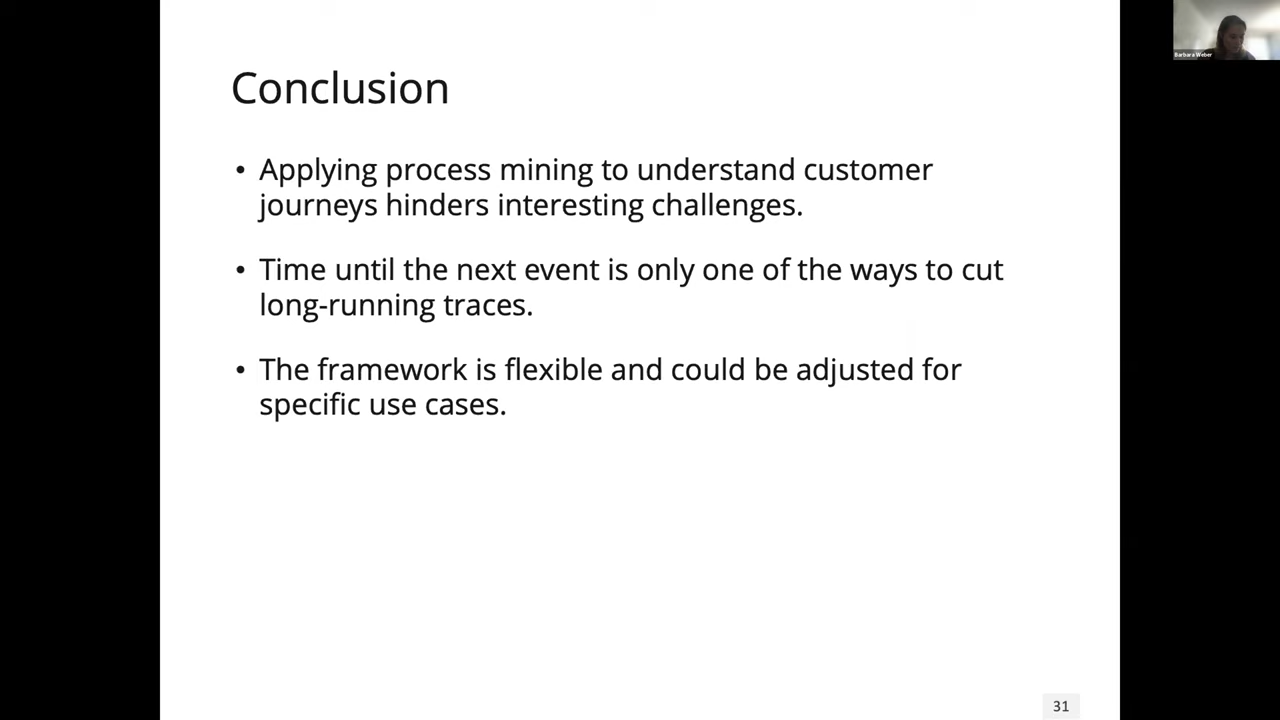 Conclusion
• Applying process mining to understand customer
journeys hinders interesting challenges.
• Time until the next event is only one of the ways to cut
long-running traces.
• The framework is flexible and could be adjusted for
specific use cases.
31
Barbara Weber